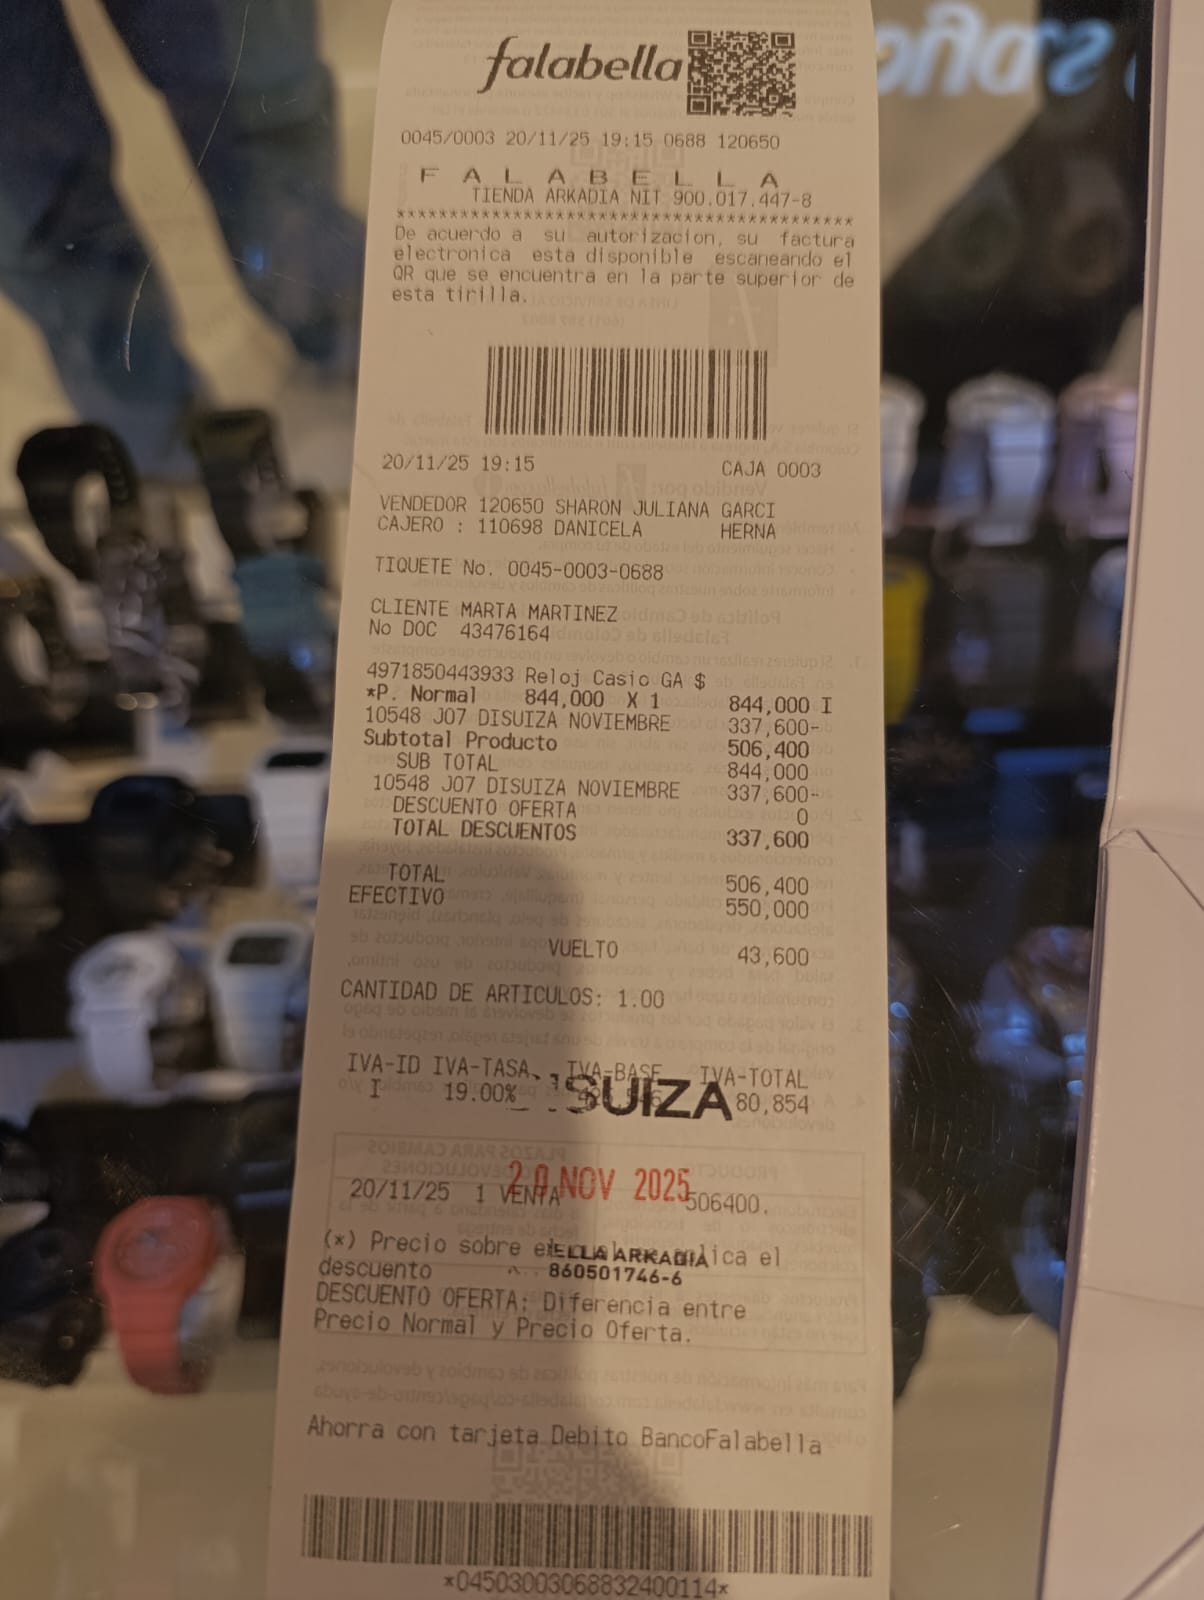 falabella
0045/0003 20/11/25 19:15 0688 120650
F A L A B E L L A
TIENDA ARKADIA NIT 900.017.447-8
******************************************
De acuerdo a su autorizacion, su factura
electronica esta disponible escaneando el
QR que se encuentra en la parte superior de
esta tirilla.
20/11/25 19:15 CAJA 0003
VENDEDOR 120650 SHARON JULIANA GARCI
CAJERO : 110698 DANICELA HERNA
TIQUETE No. 0045-0003-0688
CLIENTE MARTA MARTINEZ
No DOC 43476164
4971850443933 Reloj Casio GA $
*P. Normal 844,000 X 1 844,000 I
10548 J07 DISUIZA NOVIEMBRE 337,600-
Subtotal Producto 506,400
SUB TOTAL 844,000
10548 J07 DISUIZA NOVIEMBRE 337,600-
DESCUENTO OFERTA 0
TOTAL DESCUENTOS 337,600
TOTAL 506,400
EFECTIVO 550,000
VUELTO 43,600
CANTIDAD DE ARTICULOS: 1.00
IVA-ID IVA-TASA IVA-BASE IVA-TOTAL
I 19.00% 80,854
SUIZA
20 NOV 2025
20/11/25 1 VENTA 506400.
(*) Precio sobre el aplica el
ELLA ARKADIA
descuento
860501746-6
DESCUENTO OFERTA: Diferencia entre
Precio Normal y Precio Oferta.
Ahorra con tarjeta Debito BancoFalabella
*04503003068832400114*